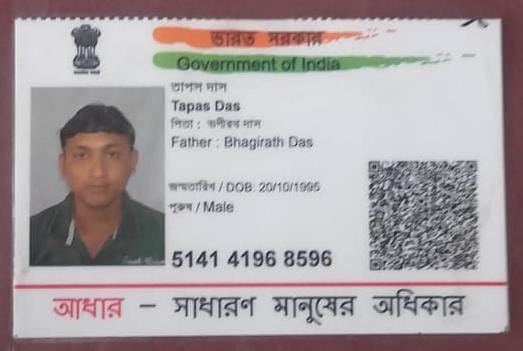 ভারত সরকার
Government of India
তাপস দাস
Tapas Das
পিতা : ভগীরথ দাস
Father : Bhagirath Das
জন্মতারিখ / DOB: 20/10/1995
পুরুষ / Male
5141 4196 8596
আধার – সাধারণ মানুষের অধিকার